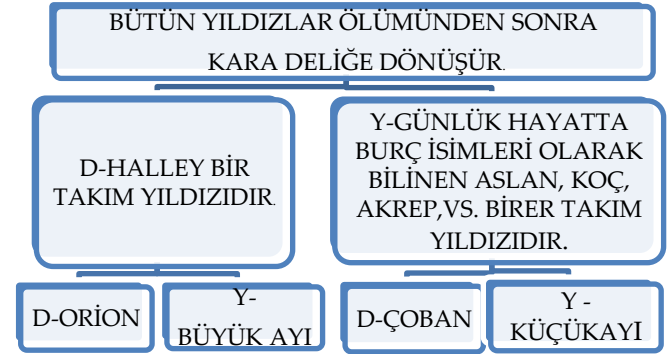 BÜTÜN YILDIZLAR ÖLÜMÜNDEN SONRA
KARA DELİĞE DÖNÜŞÜR.
D-HALLEY BİR
TAKIM YILDIZIDIR.
Y-GÜNLÜK HAYATTA
BURÇ İSİMLERİ OLARAK
BİLİNEN ASLAN, KOÇ,
AKREP,VS. BİRER TAKIM
YILDIZIDIR.
D-ORİON
Y-
BÜYÜK AYI
D-ÇOBAN
Y -
KÜÇÜKAYI